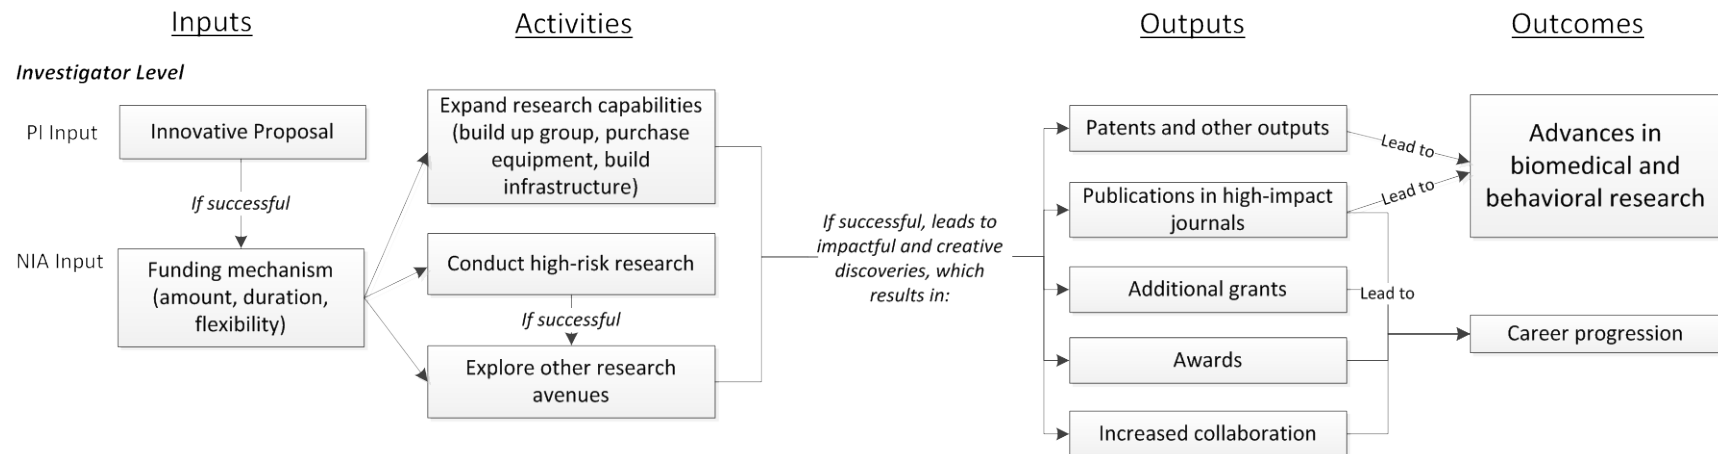 Inputs
Activities
Outputs
Outcomes
Investigator Level
PI Input
Innovative Proposal
If successful
NIA Input
Funding mechanism
(amount, duration,
flexibility)
Expand research capabilities
(build up group, purchase
equipment, build
infrastructure)
Conduct high-risk research
If successful
Explore other research
avenues
If successful, leads to
impactful and creative
discoveries, which
results in:
Patents and other outputs
Publications in high-impact
journals
Additional grants
Awards
Increased collaboration
Lead to
Lead to
Lead to
Advances in
biomedical and
behavioral research
Career progression